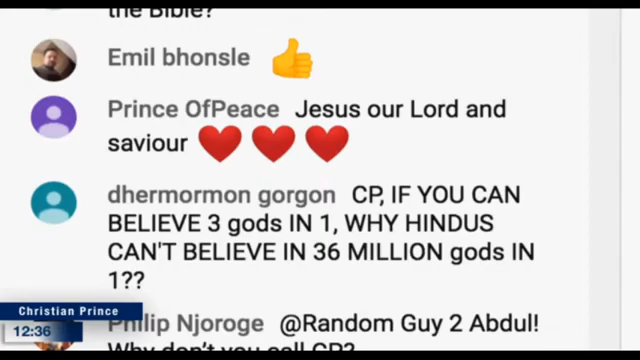 the Bible?
Emil bhonsle 👍
Prince OfPeace Jesus our Lord and
saviour ❤️ ❤️ ❤️
dhermormon gorgon CP, IF YOU CAN
BELIEVE 3 gods IN 1, WHY HINDUS
CAN'T BELIEVE IN 36 MILLION gods IN
1??
Christian Prince
12:36
Philip Njoroge @Random Guy 2 Abdul!
Why don't you call CP?